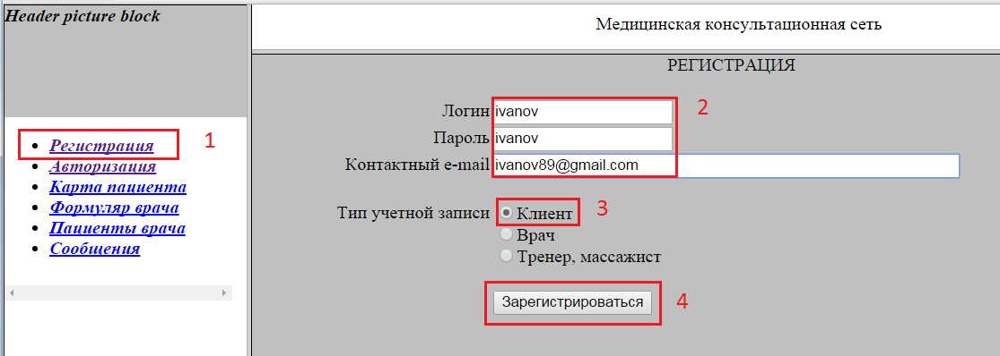 Header picture block
Регистрация
1
Авторизация
Карта пациента
Формуляр врача
Пациенты врача
Сообщения
Медицинская консультационная сеть
РЕГИСТРАЦИЯ
Логин ivanov 2
Пароль ivanov
Контактный e-mail ivanov89@gmail.com
Тип учетной записи Клиент 3
Врач
Тренер, массажист
Зарегистрироваться 4